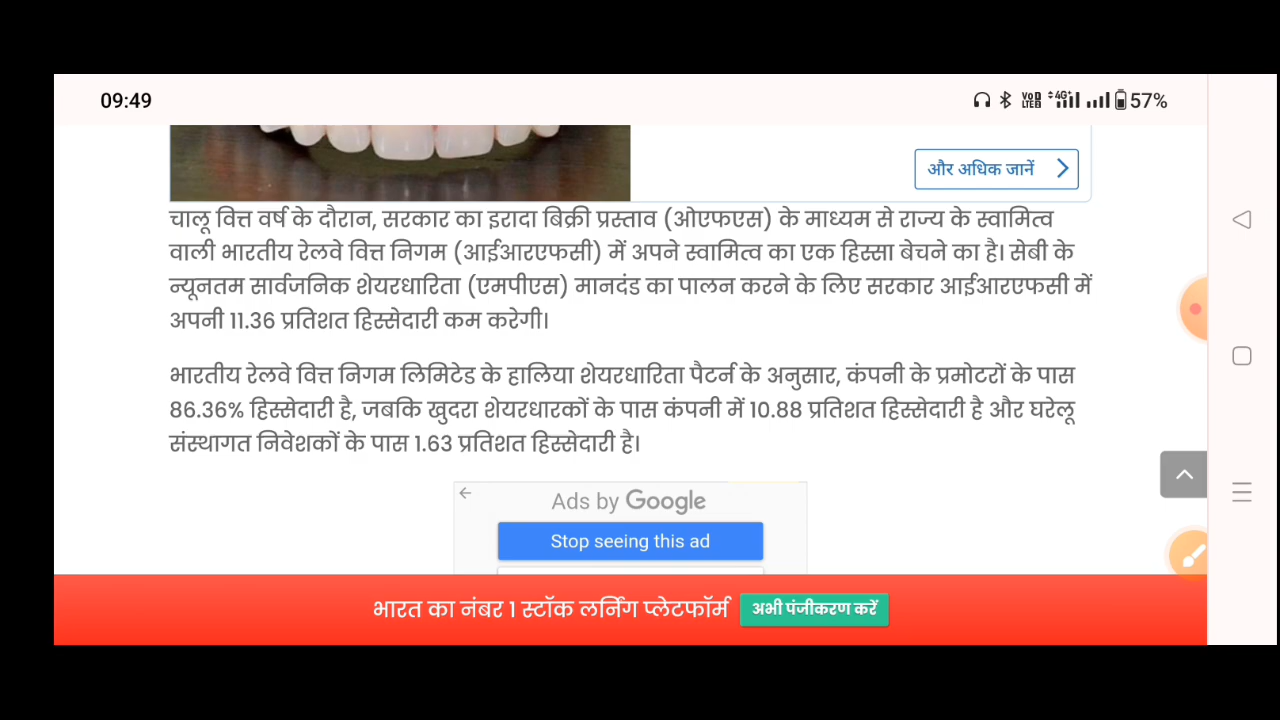 09:49
VoD LTED 4G+ 57%
और अधिक जानें
चालू वित्त वर्ष के दौरान, सरकार का इरादा बिक्री प्रस्ताव (ओएफएस) के माध्यम से राज्य के स्वामित्व
वाली भारतीय रेलवे वित्त निगम (आईआरएफसी) में अपने स्वामित्व का एक हिस्सा बेचने का है। सेबी के
न्यूनतम सार्वजनिक शेयरधारिता (एमपीएस) मानदंड का पालन करने के लिए सरकार आईआरएफसी में
अपनी 11.36 प्रतिशत हिस्सेदारी कम करेगी।
भारतीय रेलवे वित्त निगम लिमिटेड के हालिया शेयरधारिता पैटर्न के अनुसार, कंपनी के प्रमोटरों के पास
86.36% हिस्सेदारी है, जबकि खुदरा शेयरधारकों के पास कंपनी में 10.88 प्रतिशत हिस्सेदारी है और घरेलू
संस्थागत निवेशकों के पास 1.63 प्रतिशत हिस्सेदारी है।
Ads by Google
Stop seeing this ad
भारत का नंबर 1 स्टॉक लर्निंग प्लेटफॉर्म अभी पंजीकरण करें